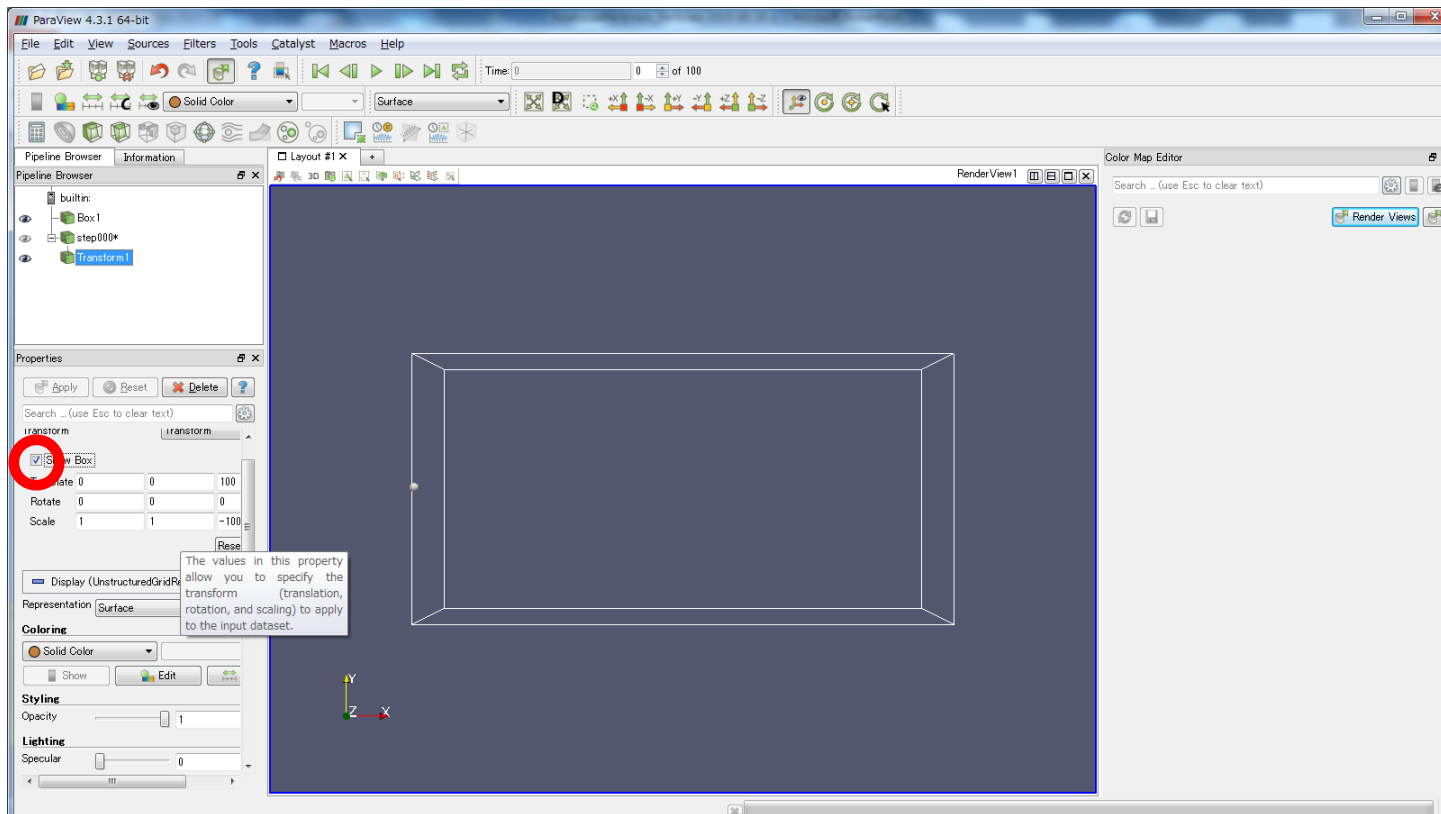 ParaView 4.3.1 64-bit
File Edit View Sources Filters Tools Catalyst Macros Help
Time: 0 0 of 100
Solid Color Surface
Pipeline Browser Information Layout #1 × + Color Map Editor
Pipeline Browser 3D RenderView1
Search ... (use Esc to clear text)
builtin:
Box1
Render Views
step000*
Transform1
Properties
Apply Reset Delete ?
Search ... (use Esc to clear text)
Transform Transform
Show Box
Translate 0 0 100
Rotate 0 0 0
Scale 1 1 -100
Rese
The values in this property
allow you to specify the
transform (translation,
rotation, and scaling) to apply
to the input dataset.
Display (UnstructuredGridRe
Representation Surface
Coloring
Solid Color
Show Edit
Styling
Opacity 1
Lighting
Specular 0
Y
Z X